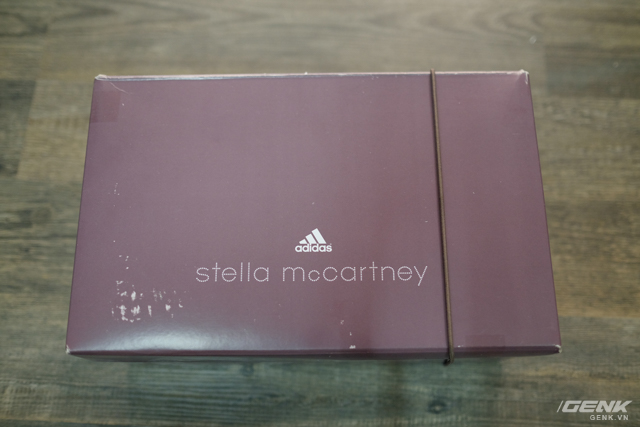 adidas
stella mccartney
GENK
GENK.VN